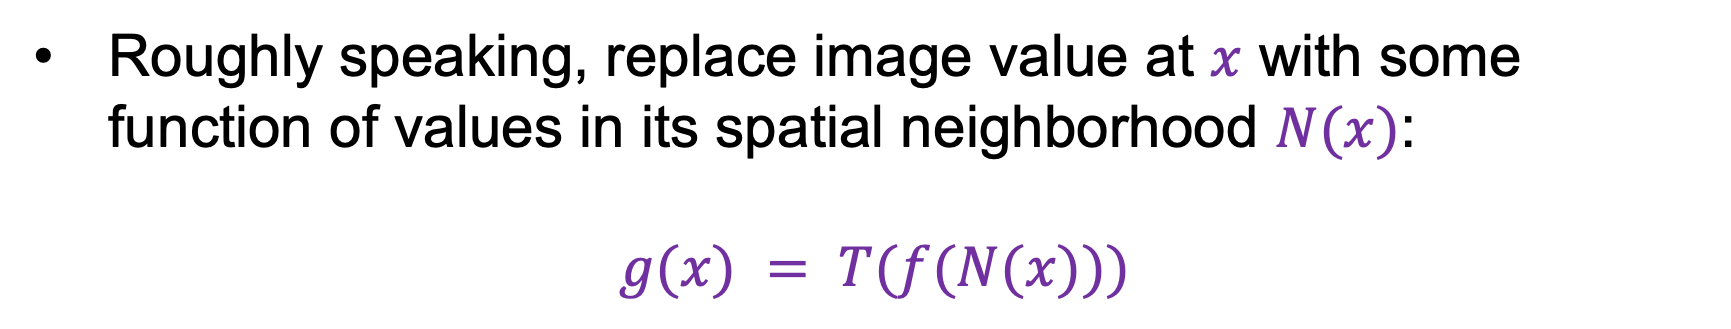 • Roughly speaking, replace image value at x with some
function of values in its spatial neighborhood N(x):
g(x) = T(f(N(x)))